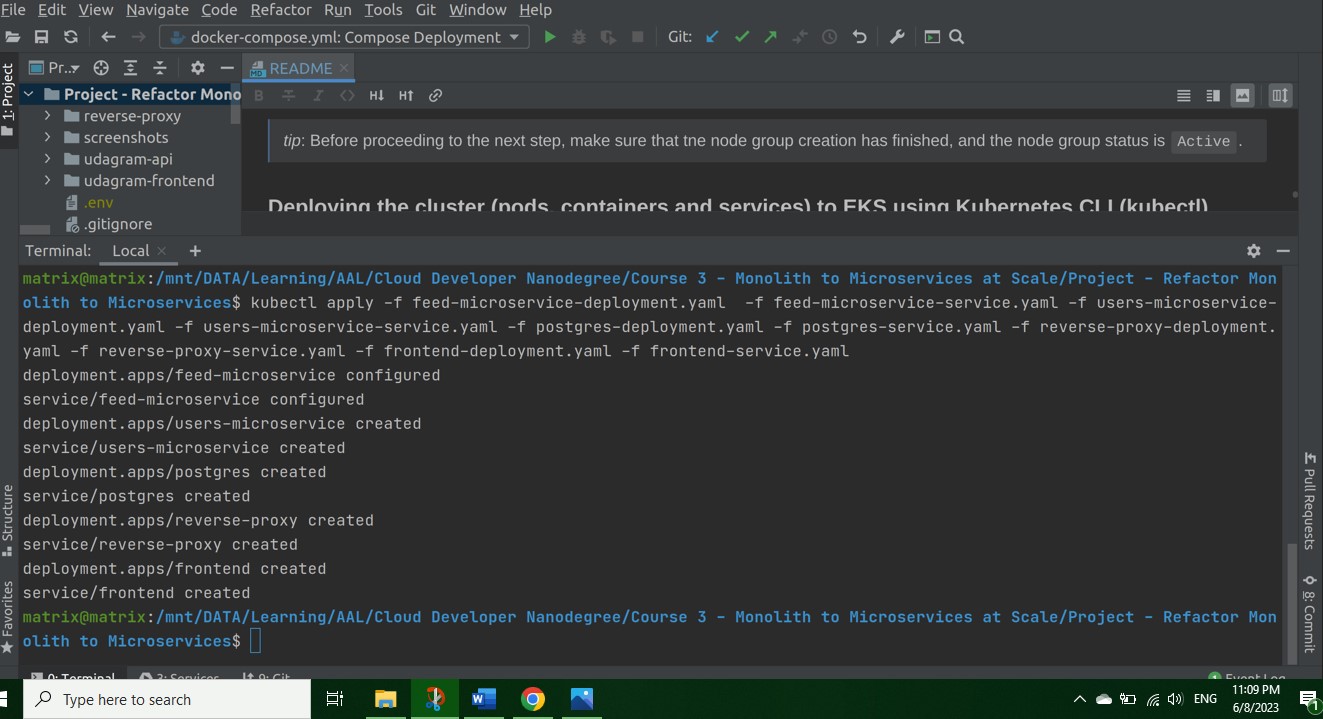 File Edit View Navigate Code Refactor Run Tools Git Window Help
docker-compose.yml: Compose Deployment Git:
1: Project Pr... README
Project - Refactor Mono
reverse-proxy
screenshots
udagram-api
udagram-frontend
.env
.gitignore
tip: Before proceeding to the next step, make sure that tne node group creation has finished, and the node group status is Active .
Deploying the cluster (pods, containers and services) to EKS using Kubernetes CLI (kubectl)
Terminal: Local
matrix@matrix:/mnt/DATA/Learning/AAL/Cloud Developer Nanodegree/Course 3 - Monolith to Microservices at Scale/Project - Refactor Mon
olith to Microservices$ kubectl apply -f feed-microservice-deployment.yaml  -f feed-microservice-service.yaml -f users-microservice-
deployment.yaml -f users-microservice-service.yaml -f postgres-deployment.yaml -f postgres-service.yaml -f reverse-proxy-deployment.
yaml -f reverse-proxy-service.yaml -f frontend-deployment.yaml -f frontend-service.yaml
deployment.apps/feed-microservice configured
service/feed-microservice configured
deployment.apps/users-microservice created
service/users-microservice created
deployment.apps/postgres created
service/postgres created
deployment.apps/reverse-proxy created
service/reverse-proxy created
deployment.apps/frontend created
service/frontend created
matrix@matrix:/mnt/DATA/Learning/AAL/Cloud Developer Nanodegree/Course 3 - Monolith to Microservices at Scale/Project - Refactor Mon
olith to Microservices$
Structure
Favorites
Pull Requests
8: Commit
0: Terminal 3: Services 9: Git Event Log
Type here to search
ENG
11:09 PM
6/8/2023
1